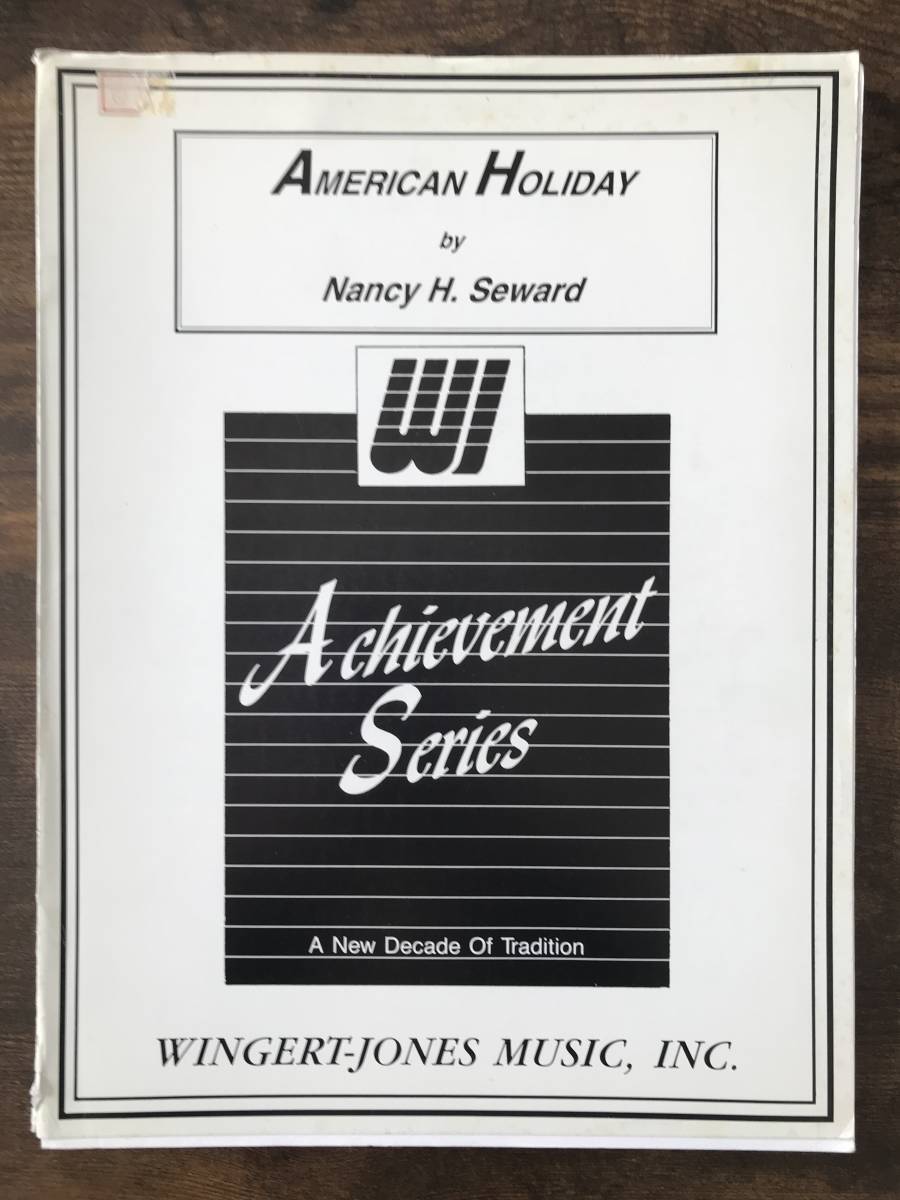 AMERICAN HOLIDAY
by
Nancy H. Seward
WJ
Achievement
Series
A New Decade Of Tradition
WINGERT-JONES MUSIC, INC.